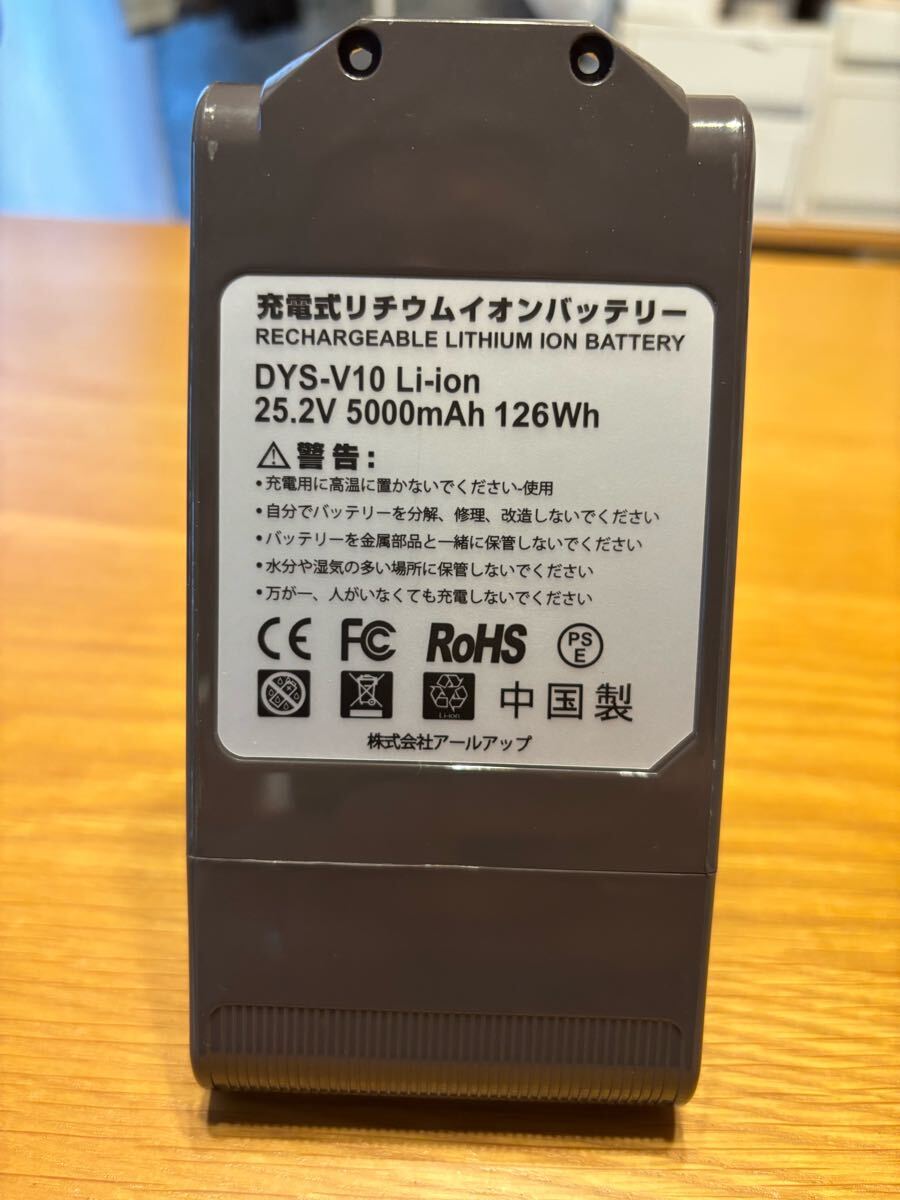 充電式リチウムイオンバッテリー
RECHARGEABLE LITHIUM ION BATTERY
DYS-V10 Li-ion
25.2V 5000mAh 126Wh
⚠警告:
•充電用に高温に置かないでください-使用
•自分でバッテリーを分解、修理、改造しないでください
•バッテリーを金属部品と一緒に保管しないでください
•水分や湿気の多い場所に保管しないでください
•万が一、人がいなくても充電しないでください
CE FC RoHS PSE
Li-ion 中国製
株式会社アールアップ